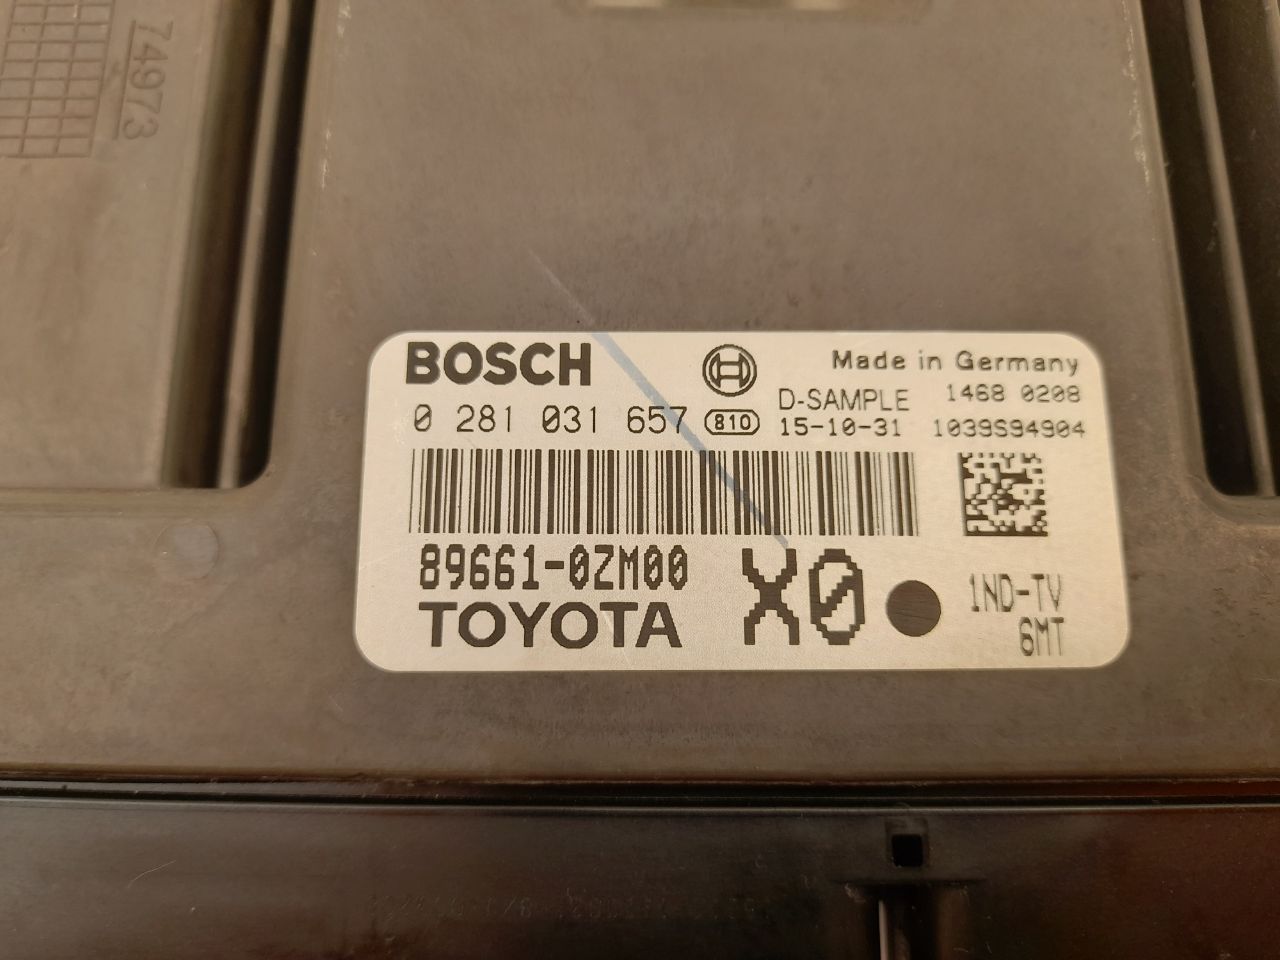 74973
BOSCH
Made in Germany
D-SAMPLE 1468 0208
0 281 031 657 810 15-10-31 1039S94904
89661-0ZM00 X0 1ND-TV
TOYOTA 6MT